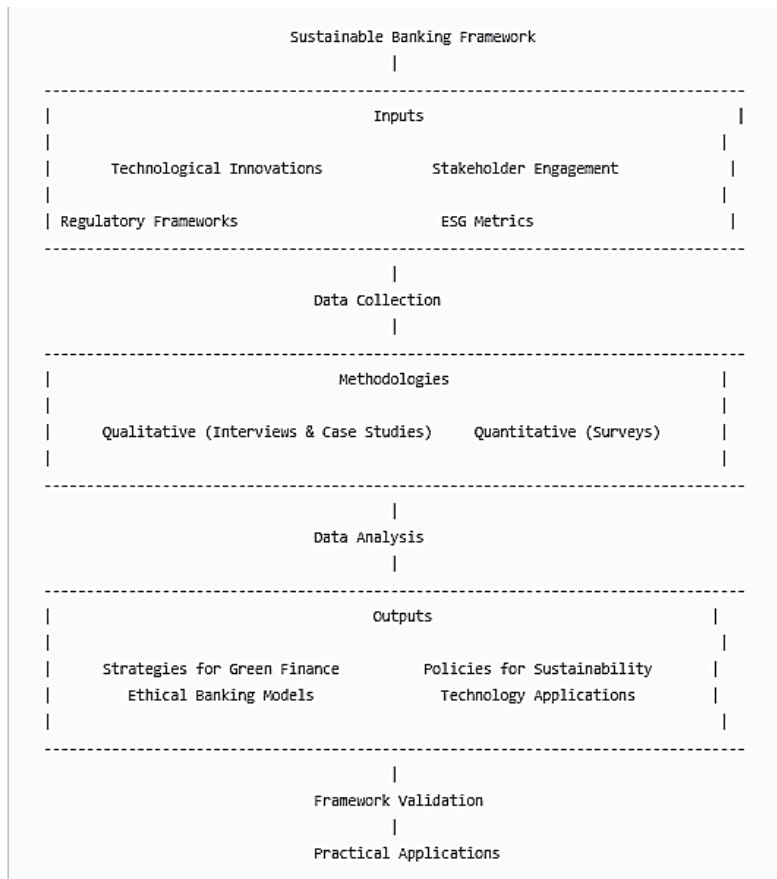 Sustainable Banking Framework
Inputs
Technological Innovations Stakeholder Engagement
Regulatory Frameworks ESG Metrics
Data Collection
Methodologies
Qualitative (Interviews & Case Studies) Quantitative (Surveys)
Data Analysis
Outputs
Strategies for Green Finance Policies for Sustainability
Ethical Banking Models Technology Applications
Framework Validation
Practical Applications